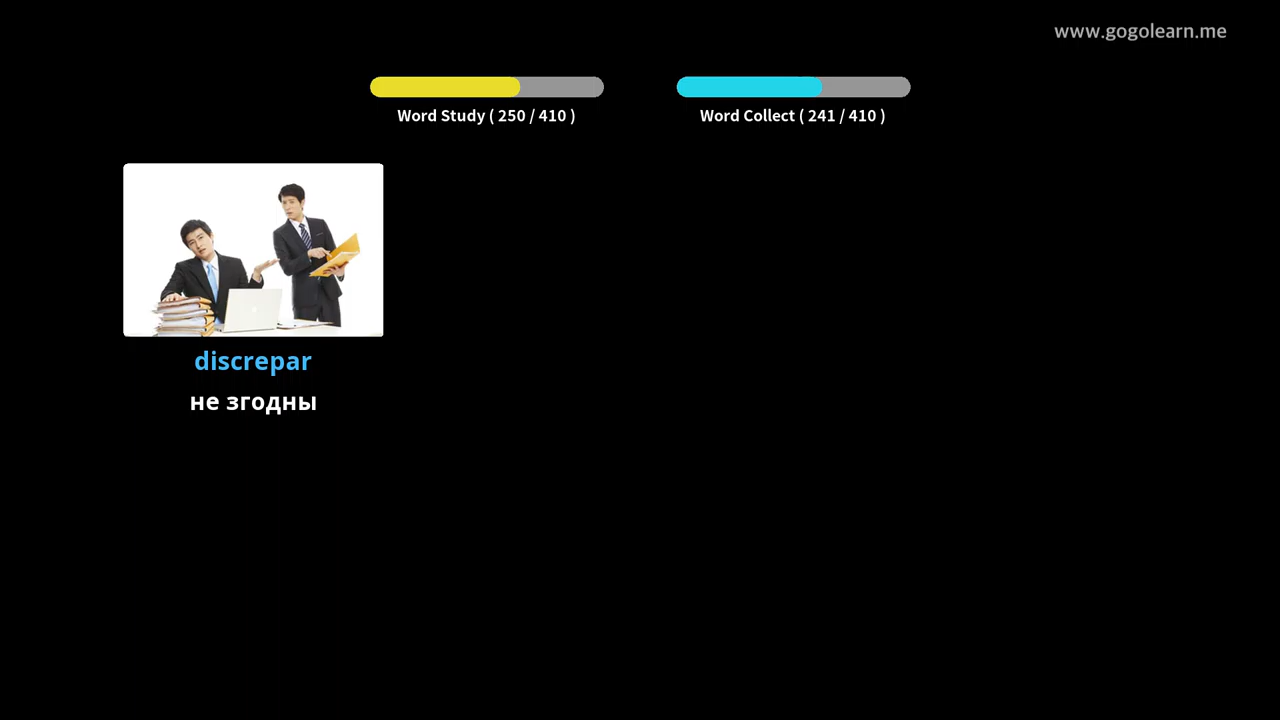 www.gogolearn.me
Word Study ( 250 / 410 )
Word Collect ( 241 / 410 )
discrepar
не згодны